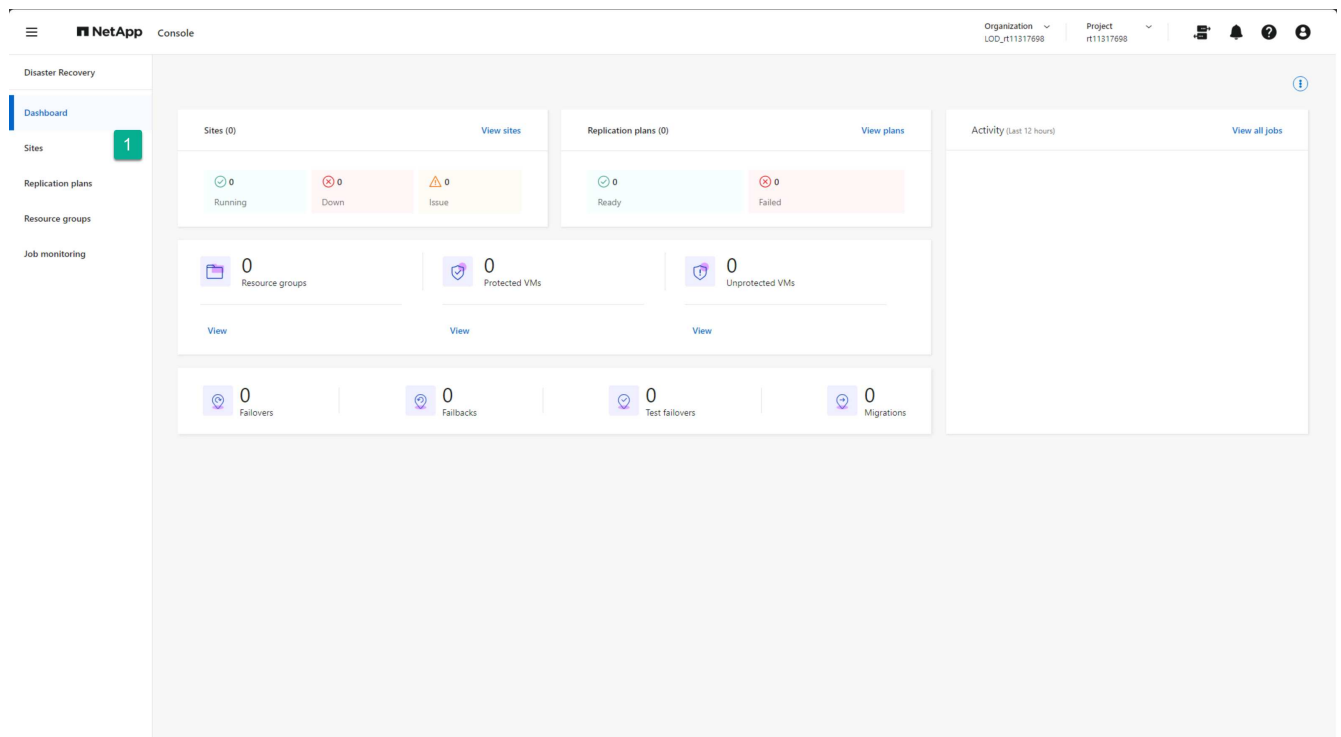 NetApp Console
Organization
LOD_rt11317698
Project
rt11317698
Disaster Recovery
Dashboard
Sites
1
Replication plans
Resource groups
Job monitoring
Sites (0)
View sites
0
Running
0
Down
0
Issue
Replication plans (0)
View plans
0
Ready
0
Failed
Activity (Last 12 hours)
View all jobs
0
Resource groups
View
0
Protected VMs
View
0
Unprotected VMs
View
0
Failovers
0
Failbacks
0
Test failovers
0
Migrations